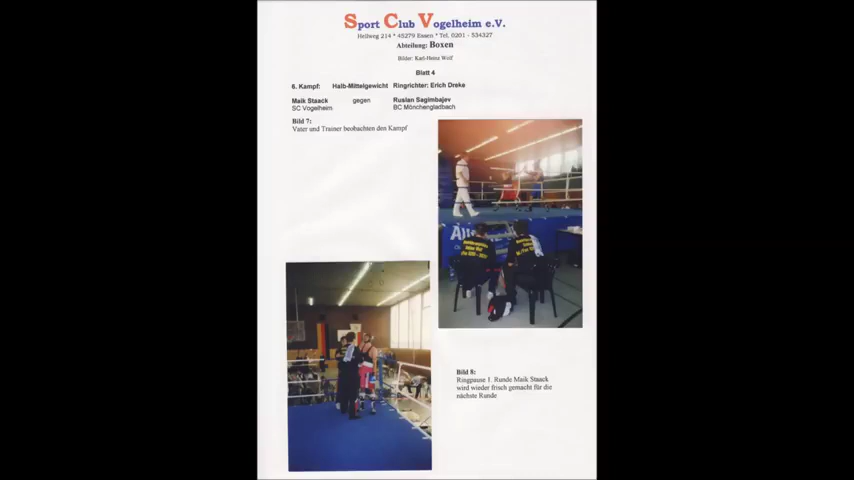 Sport Club Vogelheim e.V.
Hellweg 214 * 45279 Essen * Tel. 0201 - 534327
Abteilung: Boxen
Bilder: Karl-Heinz Wolf
Blatt 4
6. Kampf: Halb-Mittelgewicht Ringrichter: Erich Dreke
Maik Staack gegen Ruslan Sagimbajev
SC Vogelheim BC Mönchengladbach
Bild 7:
Vater und Trainer beobachten den Kampf
Bild 8:
Ringpause 1. Runde Maik Staack
wird wieder frisch gemacht für die
nächste Runde